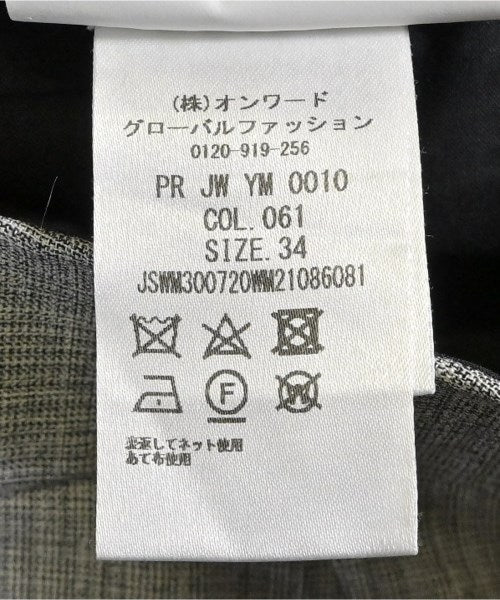 (株)オンワード
グローバルファッション
0120-919-256
PR JW YM 0010
COL.061
SIZE.34
JSWM300720WM21086081
F
W
裏返してネット使用
あて布使用